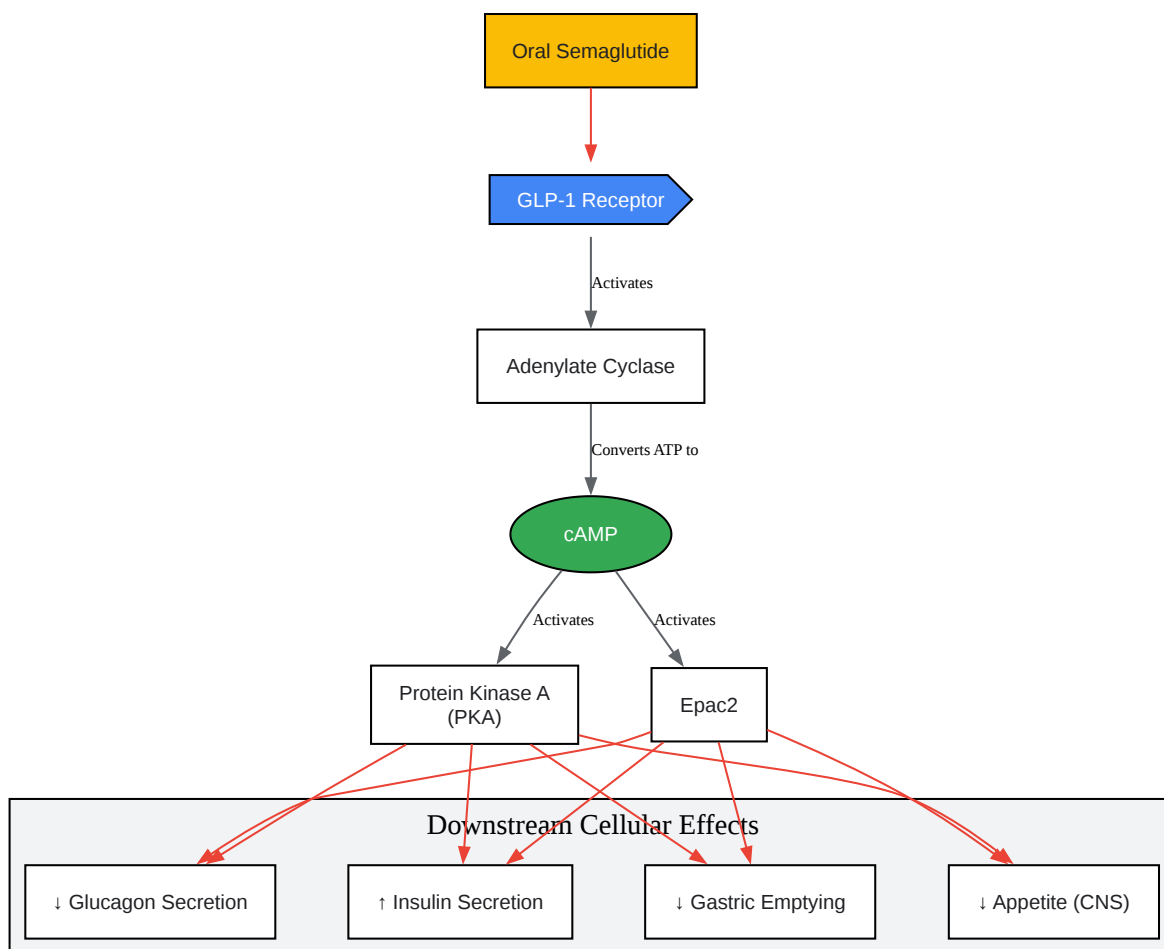 Oral Semaglutide
GLP-1 Receptor
Activates
Adenylate Cyclase
Converts ATP to
cAMP
Activates
Activates
Protein Kinase A
(PKA)
Epac2
Downstream Cellular Effects
↓ Glucagon Secretion
↑ Insulin Secretion
↓ Gastric Emptying
↓ Appetite (CNS)